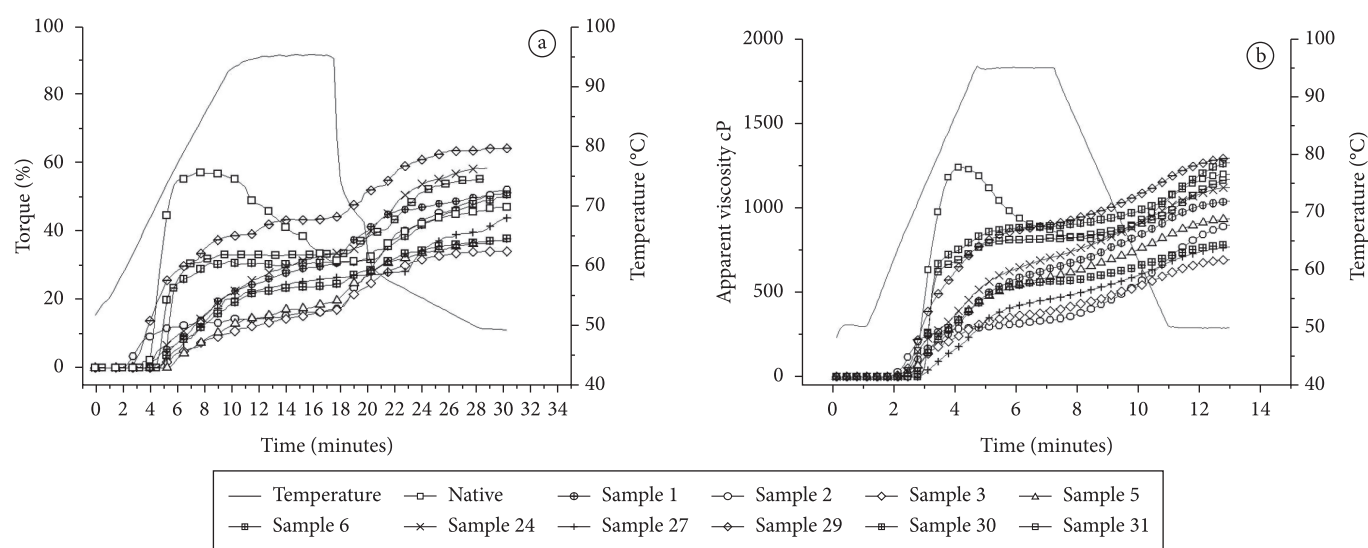 100
80
60
40
20
0
Torque (%)
0 2 4 6 8 10 12 14 16 18 20 22 24 26 28 30 32 34
Time (minutes)
100
90
80
70
60
50
40
Temperature (°C)
a
2000
1500
1000
500
0
Apparent viscosity cP
0 2 4 6 8 10 12 14
Time (minutes)
100
90
80
70
60
50
40
Temperature (°C)
b
Temperature Native Sample 1 Sample 2 Sample 3 Sample 5
Sample 6 Sample 24 Sample 27 Sample 29 Sample 30 Sample 31